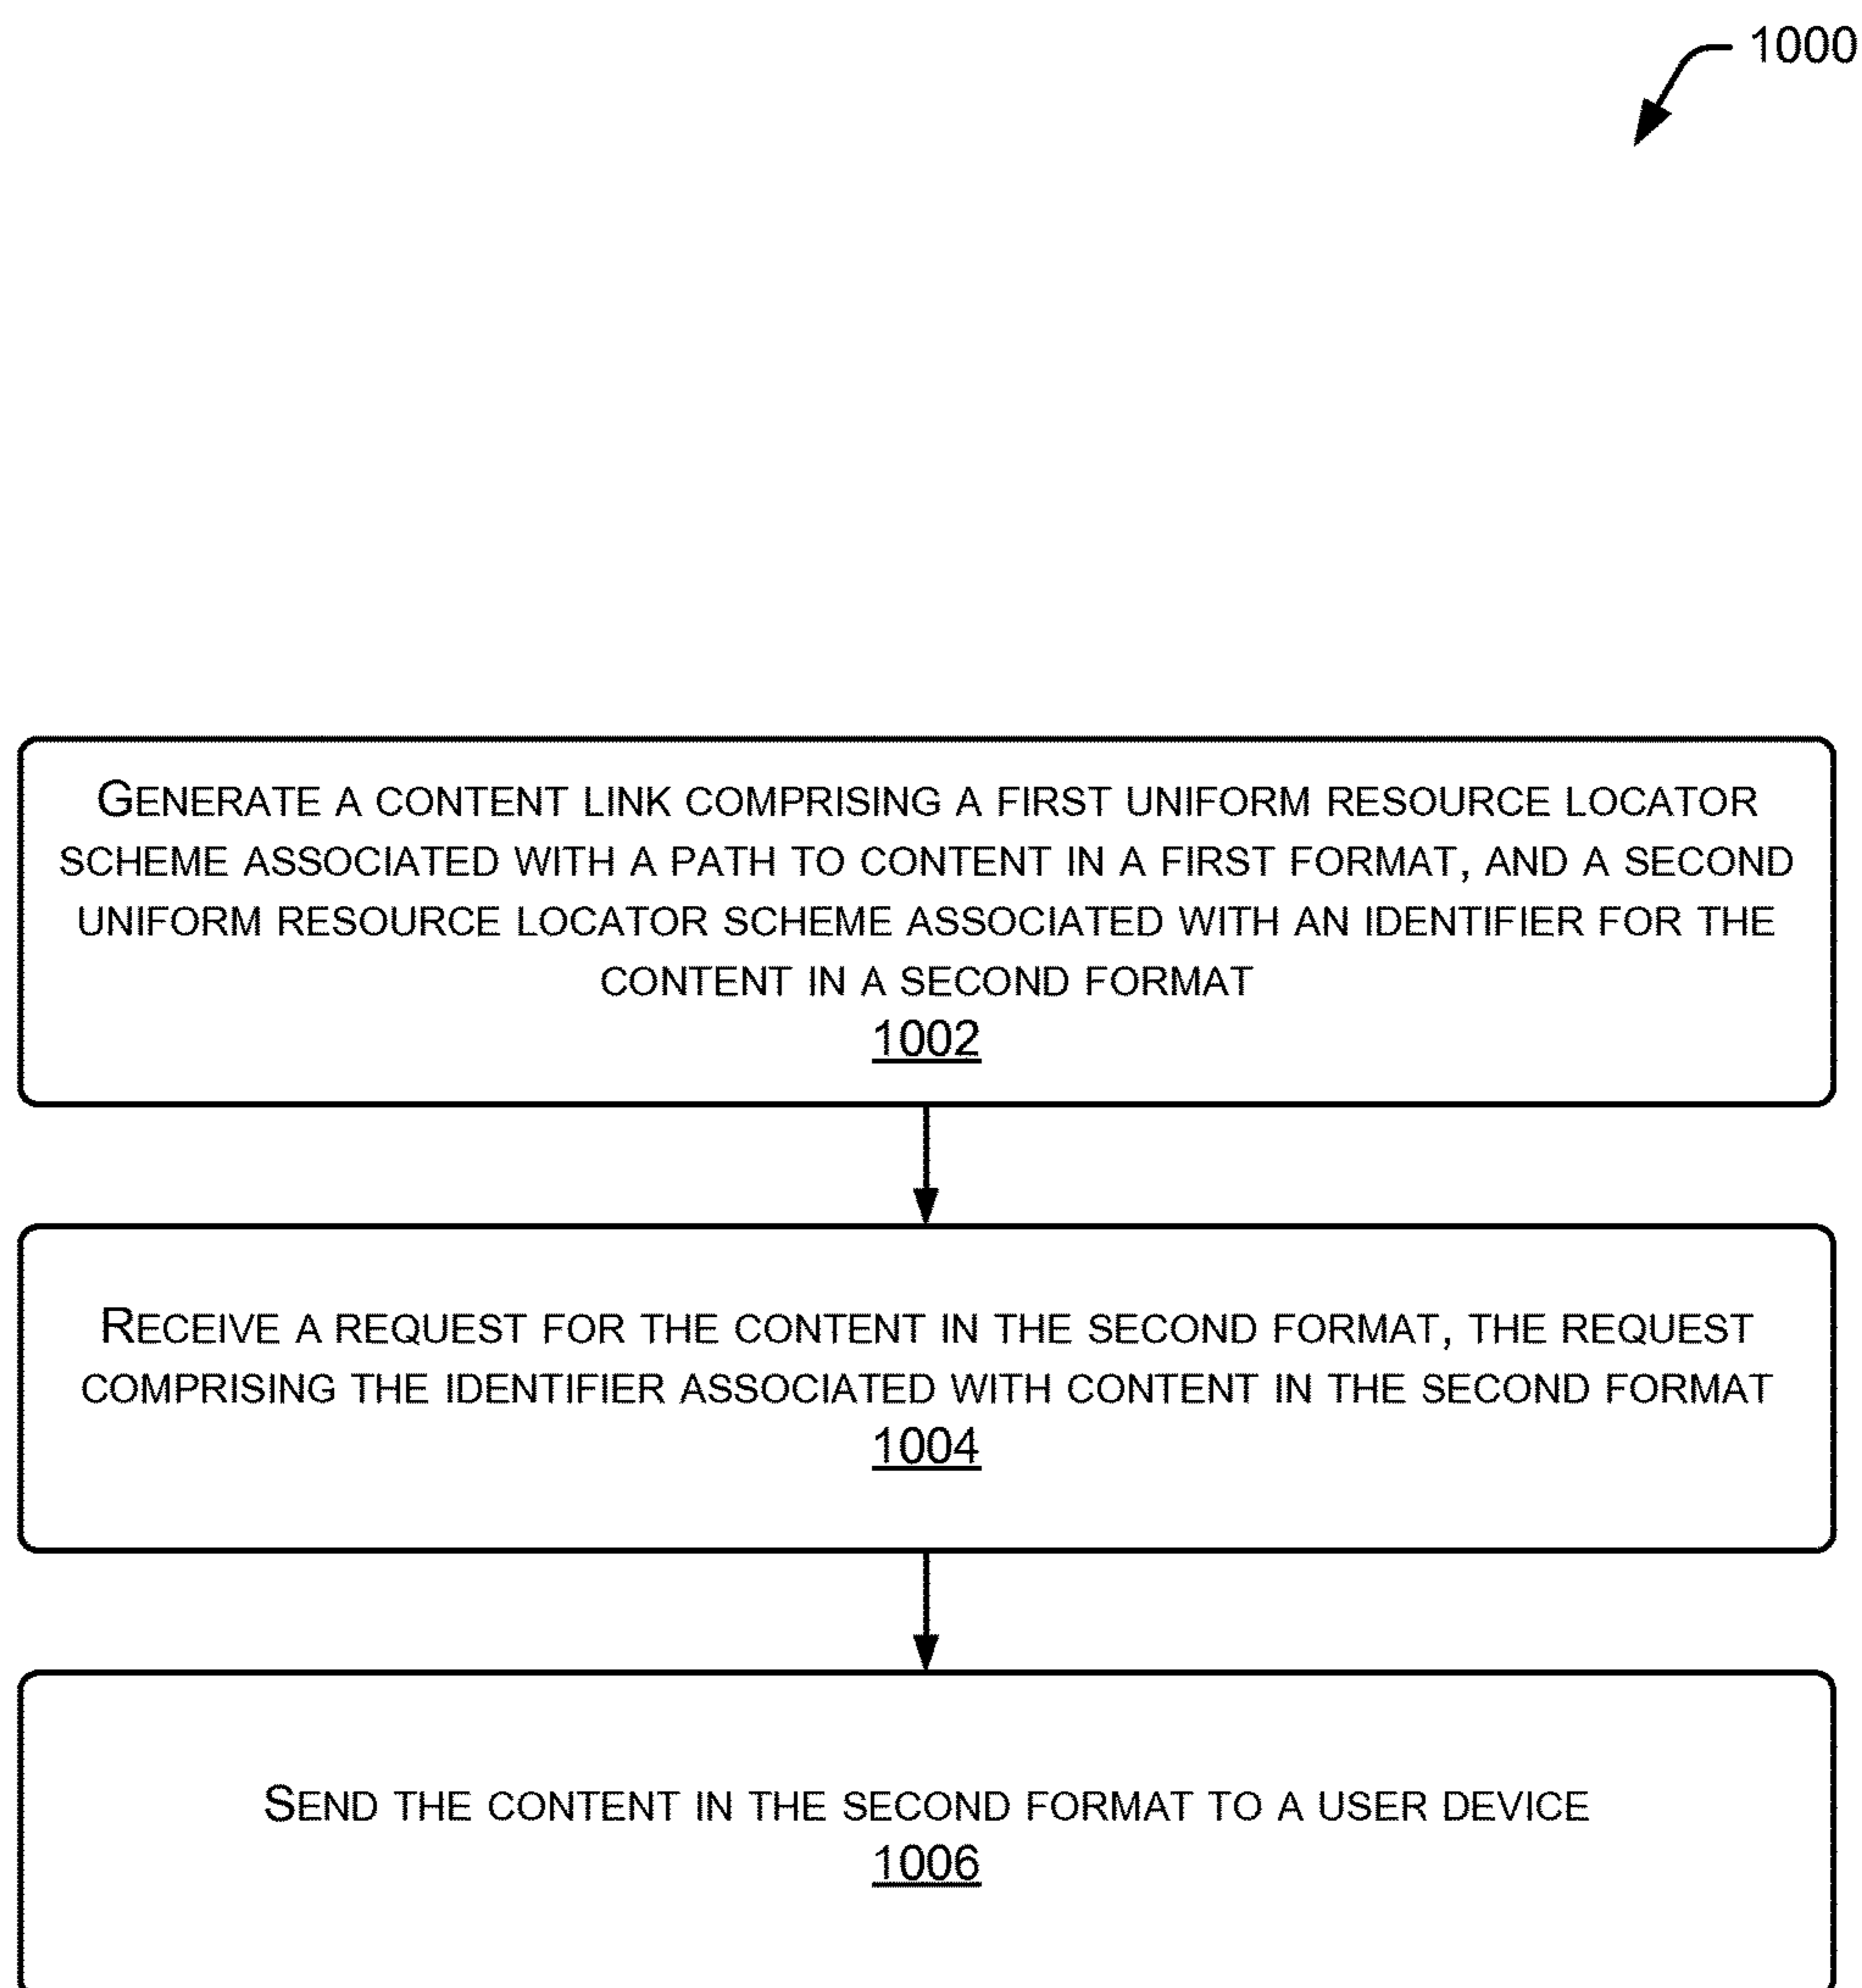 1000
GENERATE A CONTENT LINK COMPRISING A FIRST UNIFORM RESOURCE LOCATOR
SCHEME ASSOCIATED WITH A PATH TO CONTENT IN A FIRST FORMAT, AND A SECOND
UNIFORM RESOURCE LOCATOR SCHEME ASSOCIATED WITH AN IDENTIFIER FOR THE
CONTENT IN A SECOND FORMAT
1002
RECEIVE A REQUEST FOR THE CONTENT IN THE SECOND FORMAT, THE REQUEST
COMPRISING THE IDENTIFIER ASSOCIATED WITH CONTENT IN THE SECOND FORMAT
1004
SEND THE CONTENT IN THE SECOND FORMAT TO A USER DEVICE
1006